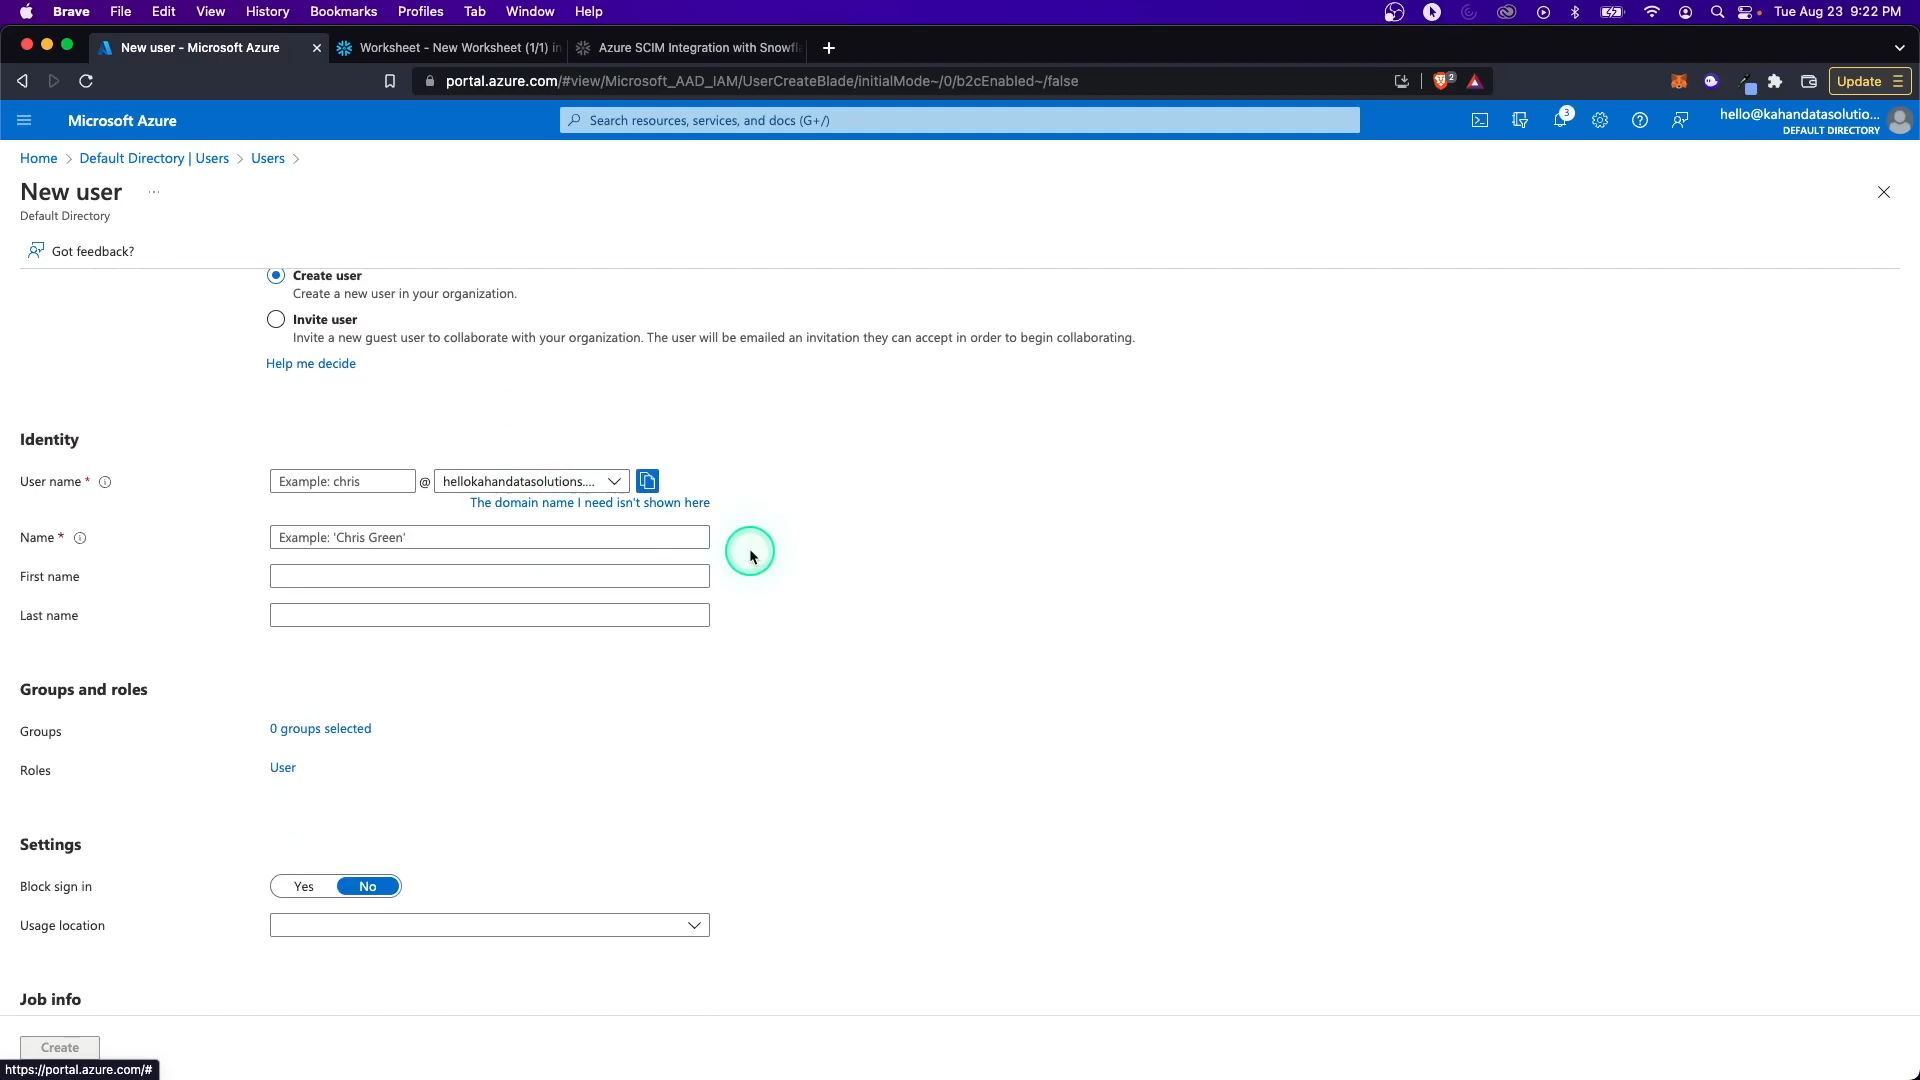 Brave File Edit View History Bookmarks Profiles Tab Window Help Tue Aug 23 9:22 PM
New user - Microsoft Azure Worksheet - New Worksheet (1/1) in Azure SCIM Integration with Snowfla
portal.azure.com/#view/Microsoft_AAD_IAM/UserCreateBlade/initialMode~/0/b2cEnabled~/false 2 Update
Microsoft Azure Search resources, services, and docs (G+/) 3 hello@kahandatasolutio...
DEFAULT DIRECTORY
Home > Default Directory | Users > Users >
New user ...
Default Directory
Got feedback?
Create user
Create a new user in your organization.
Invite user
Invite a new guest user to collaborate with your organization. The user will be emailed an invitation they can accept in order to begin collaborating.
Help me decide
Identity
User name * Example: chris @ hellokahandatasolutions....
The domain name I need isn't shown here
Name * Example: 'Chris Green'
First name
Last name
Groups and roles
Groups 0 groups selected
Roles User
Settings
Block sign in Yes No
Usage location
Job info
Create
https://portal.azure.com/#